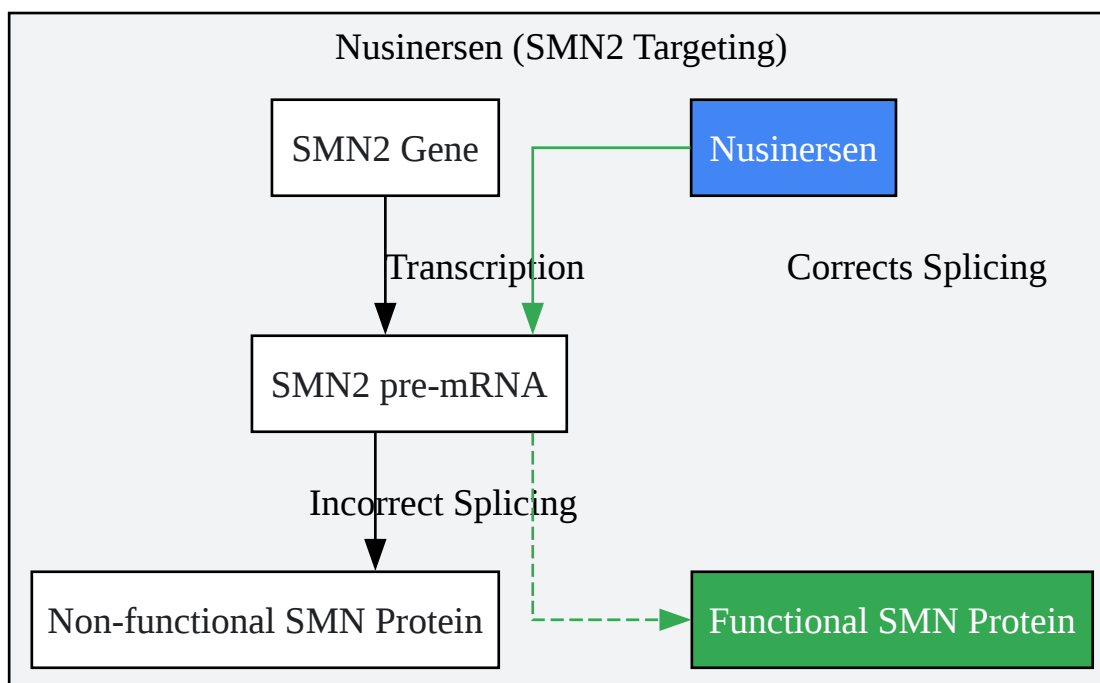 Nusinersen (SMN2 Targeting)
SMN2 Gene
Nusinersen
Transcription
Corrects Splicing
SMN2 pre-mRNA
Incorrect Splicing
Non-functional SMN Protein
Functional SMN Protein